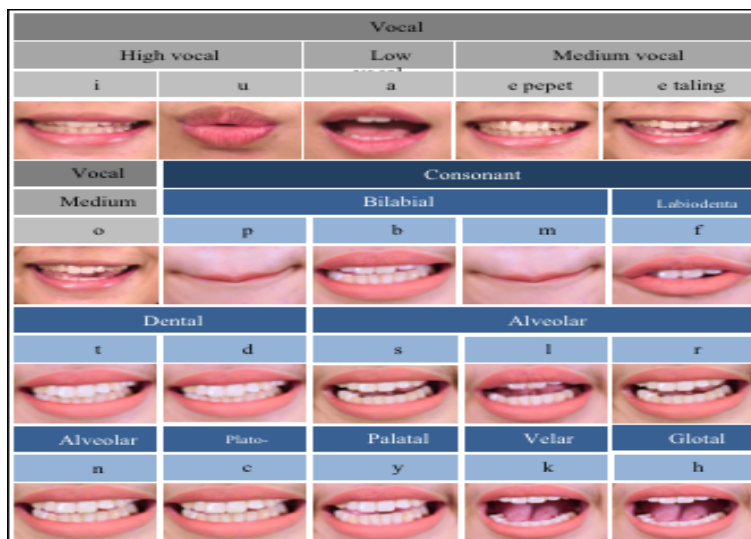 Vocal
High vocal Low vocal Medium vocal
i u a e pepet e taling
Vocal Consonant
Medium Bilabial Labiodenta
o p b m f
Dental Alveolar
t d s l r
Alveolar Plato- Palatal Velar Glotal
n c y k h